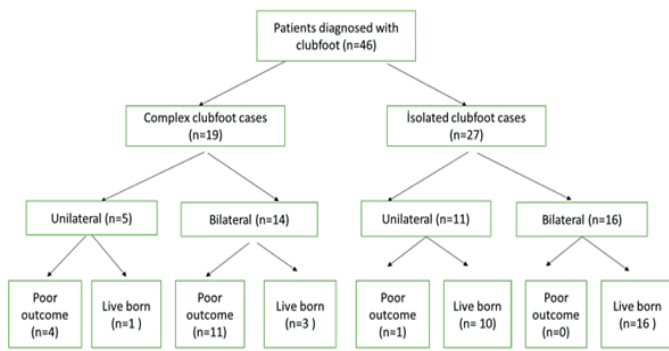 Patients diagnosed with
clubfoot (n=46)
Complex clubfoot cases
(n=19)
İsolated clubfoot cases
(n=27)
Unilateral (n=5)
Bilateral (n=14)
Unilateral (n=11)
Bilateral (n=16)
Poor
outcome
(n=4)
Live born
(n=1 )
Poor
outcome
(n=11)
Live born
(n=3 )
Poor
outcome
(n=1)
Live born
(n= 10)
Poor
outcome
(n=0)
Live born
(n=16 )